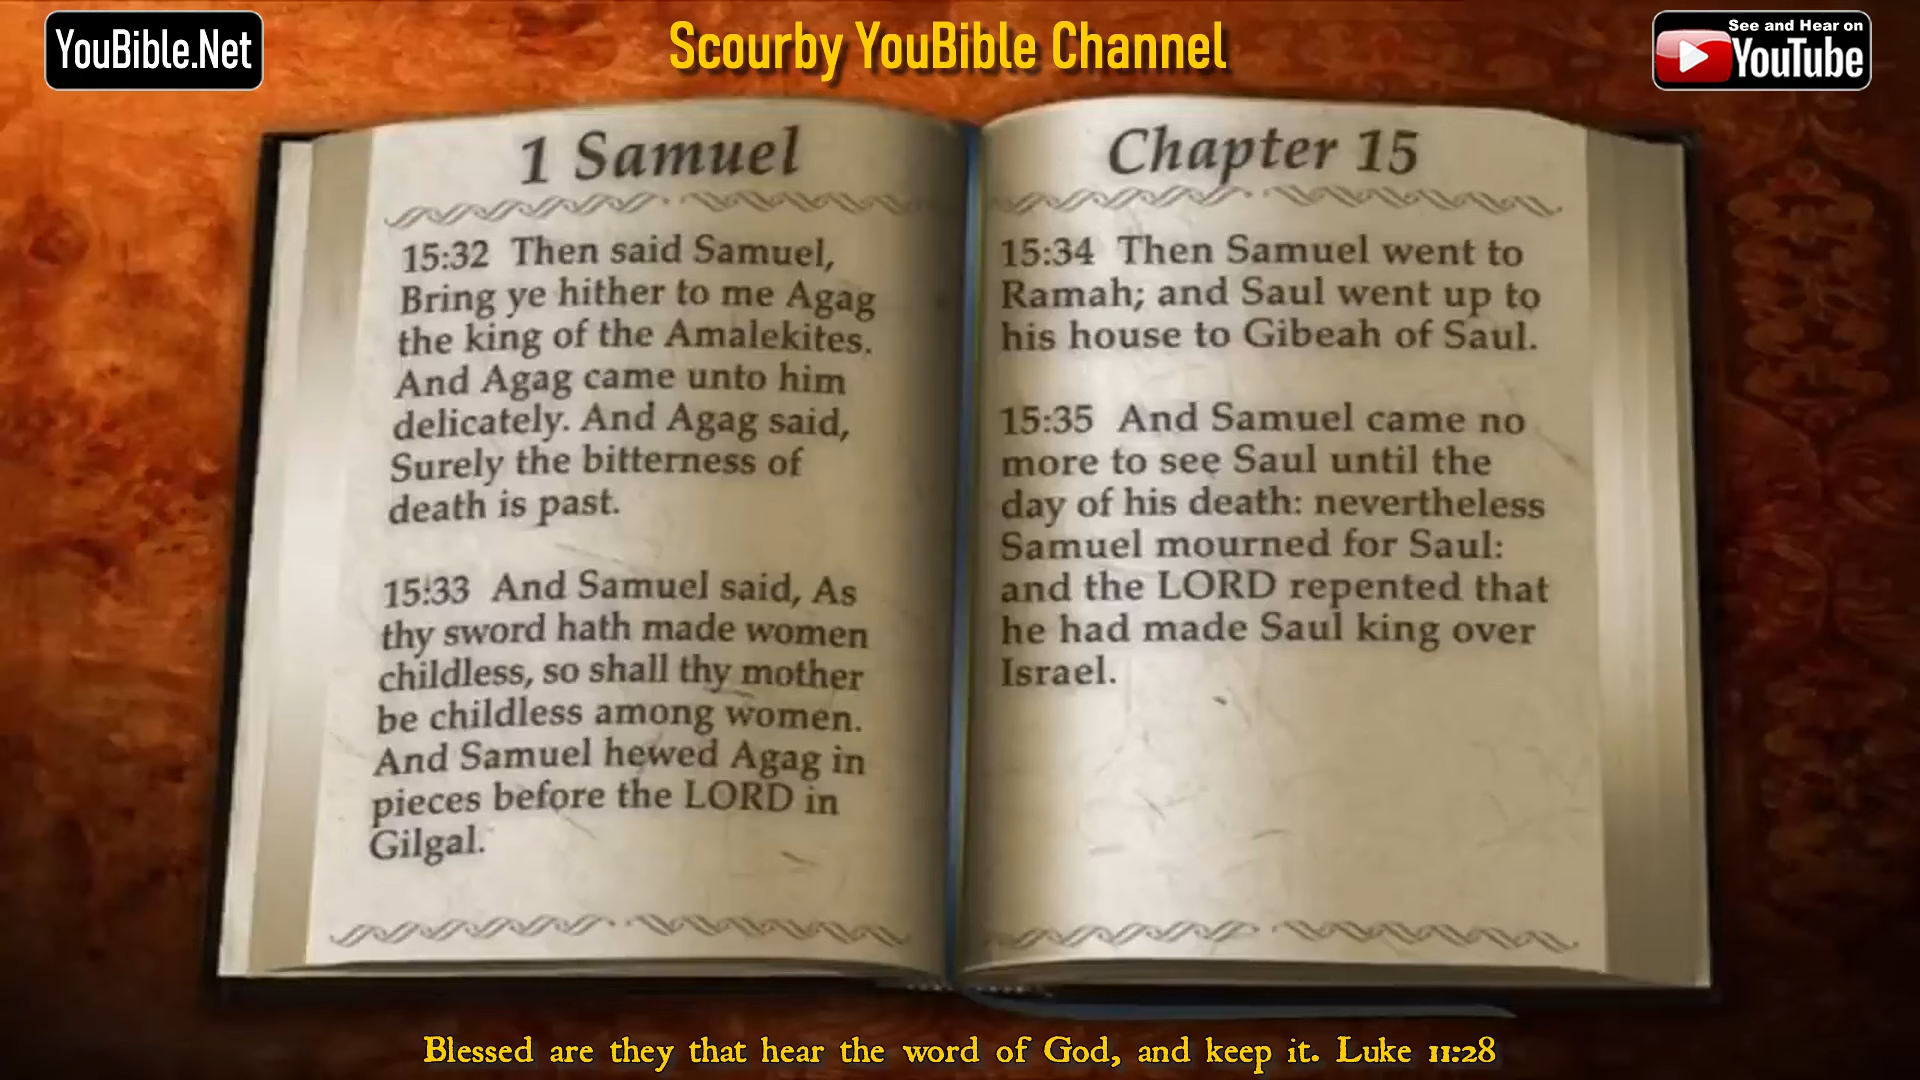 YouBible.Net
Scourby YouBible Channel
See and Hear on
YouTube
1 Samuel
15:32 Then said Samuel,
Bring ye hither to me Agag
the king of the Amalekites.
And Agag came unto him
delicately. And Agag said,
Surely the bitterness of
death is past.
15:33 And Samuel said, As
thy sword hath made women
childless, so shall thy mother
be childless among women.
And Samuel hewed Agag in
pieces before the LORD in
Gilgal.
Chapter 15
15:34 Then Samuel went to
Ramah; and Saul went up to
his house to Gibeah of Saul.
15:35 And Samuel came no
more to see Saul until the
day of his death: nevertheless
Samuel mourned for Saul:
and the LORD repented that
he had made Saul king over
Israel.
Blessed are they that hear the word of God, and keep it. Luke 11:28